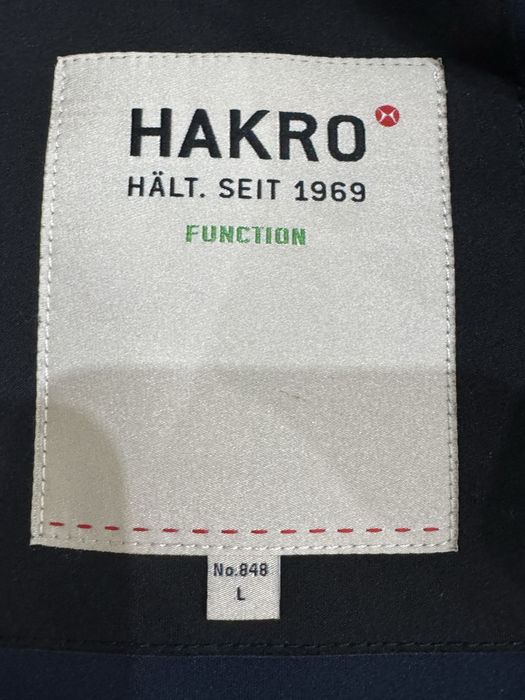 HAKRO
HÄLT. SEIT 1969
FUNCTION
No.848
L